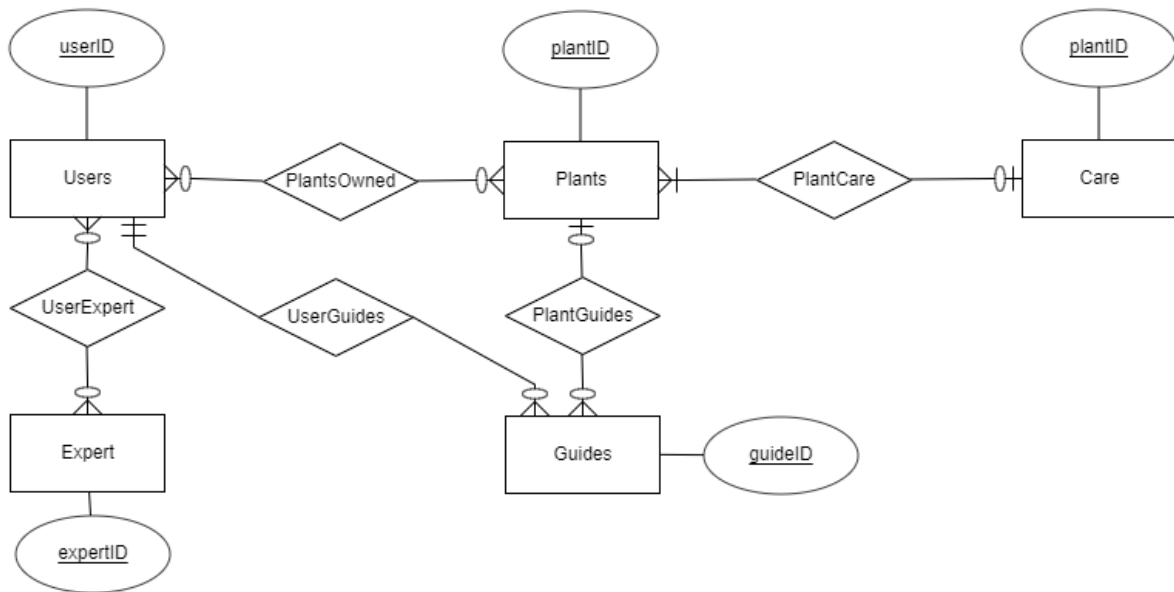 userID
plantID
plantID
Users
PlantsOwned
Plants
PlantCare
Care
UserExpert
UserGuides
PlantGuides
Expert
Guides
guideID
expertID